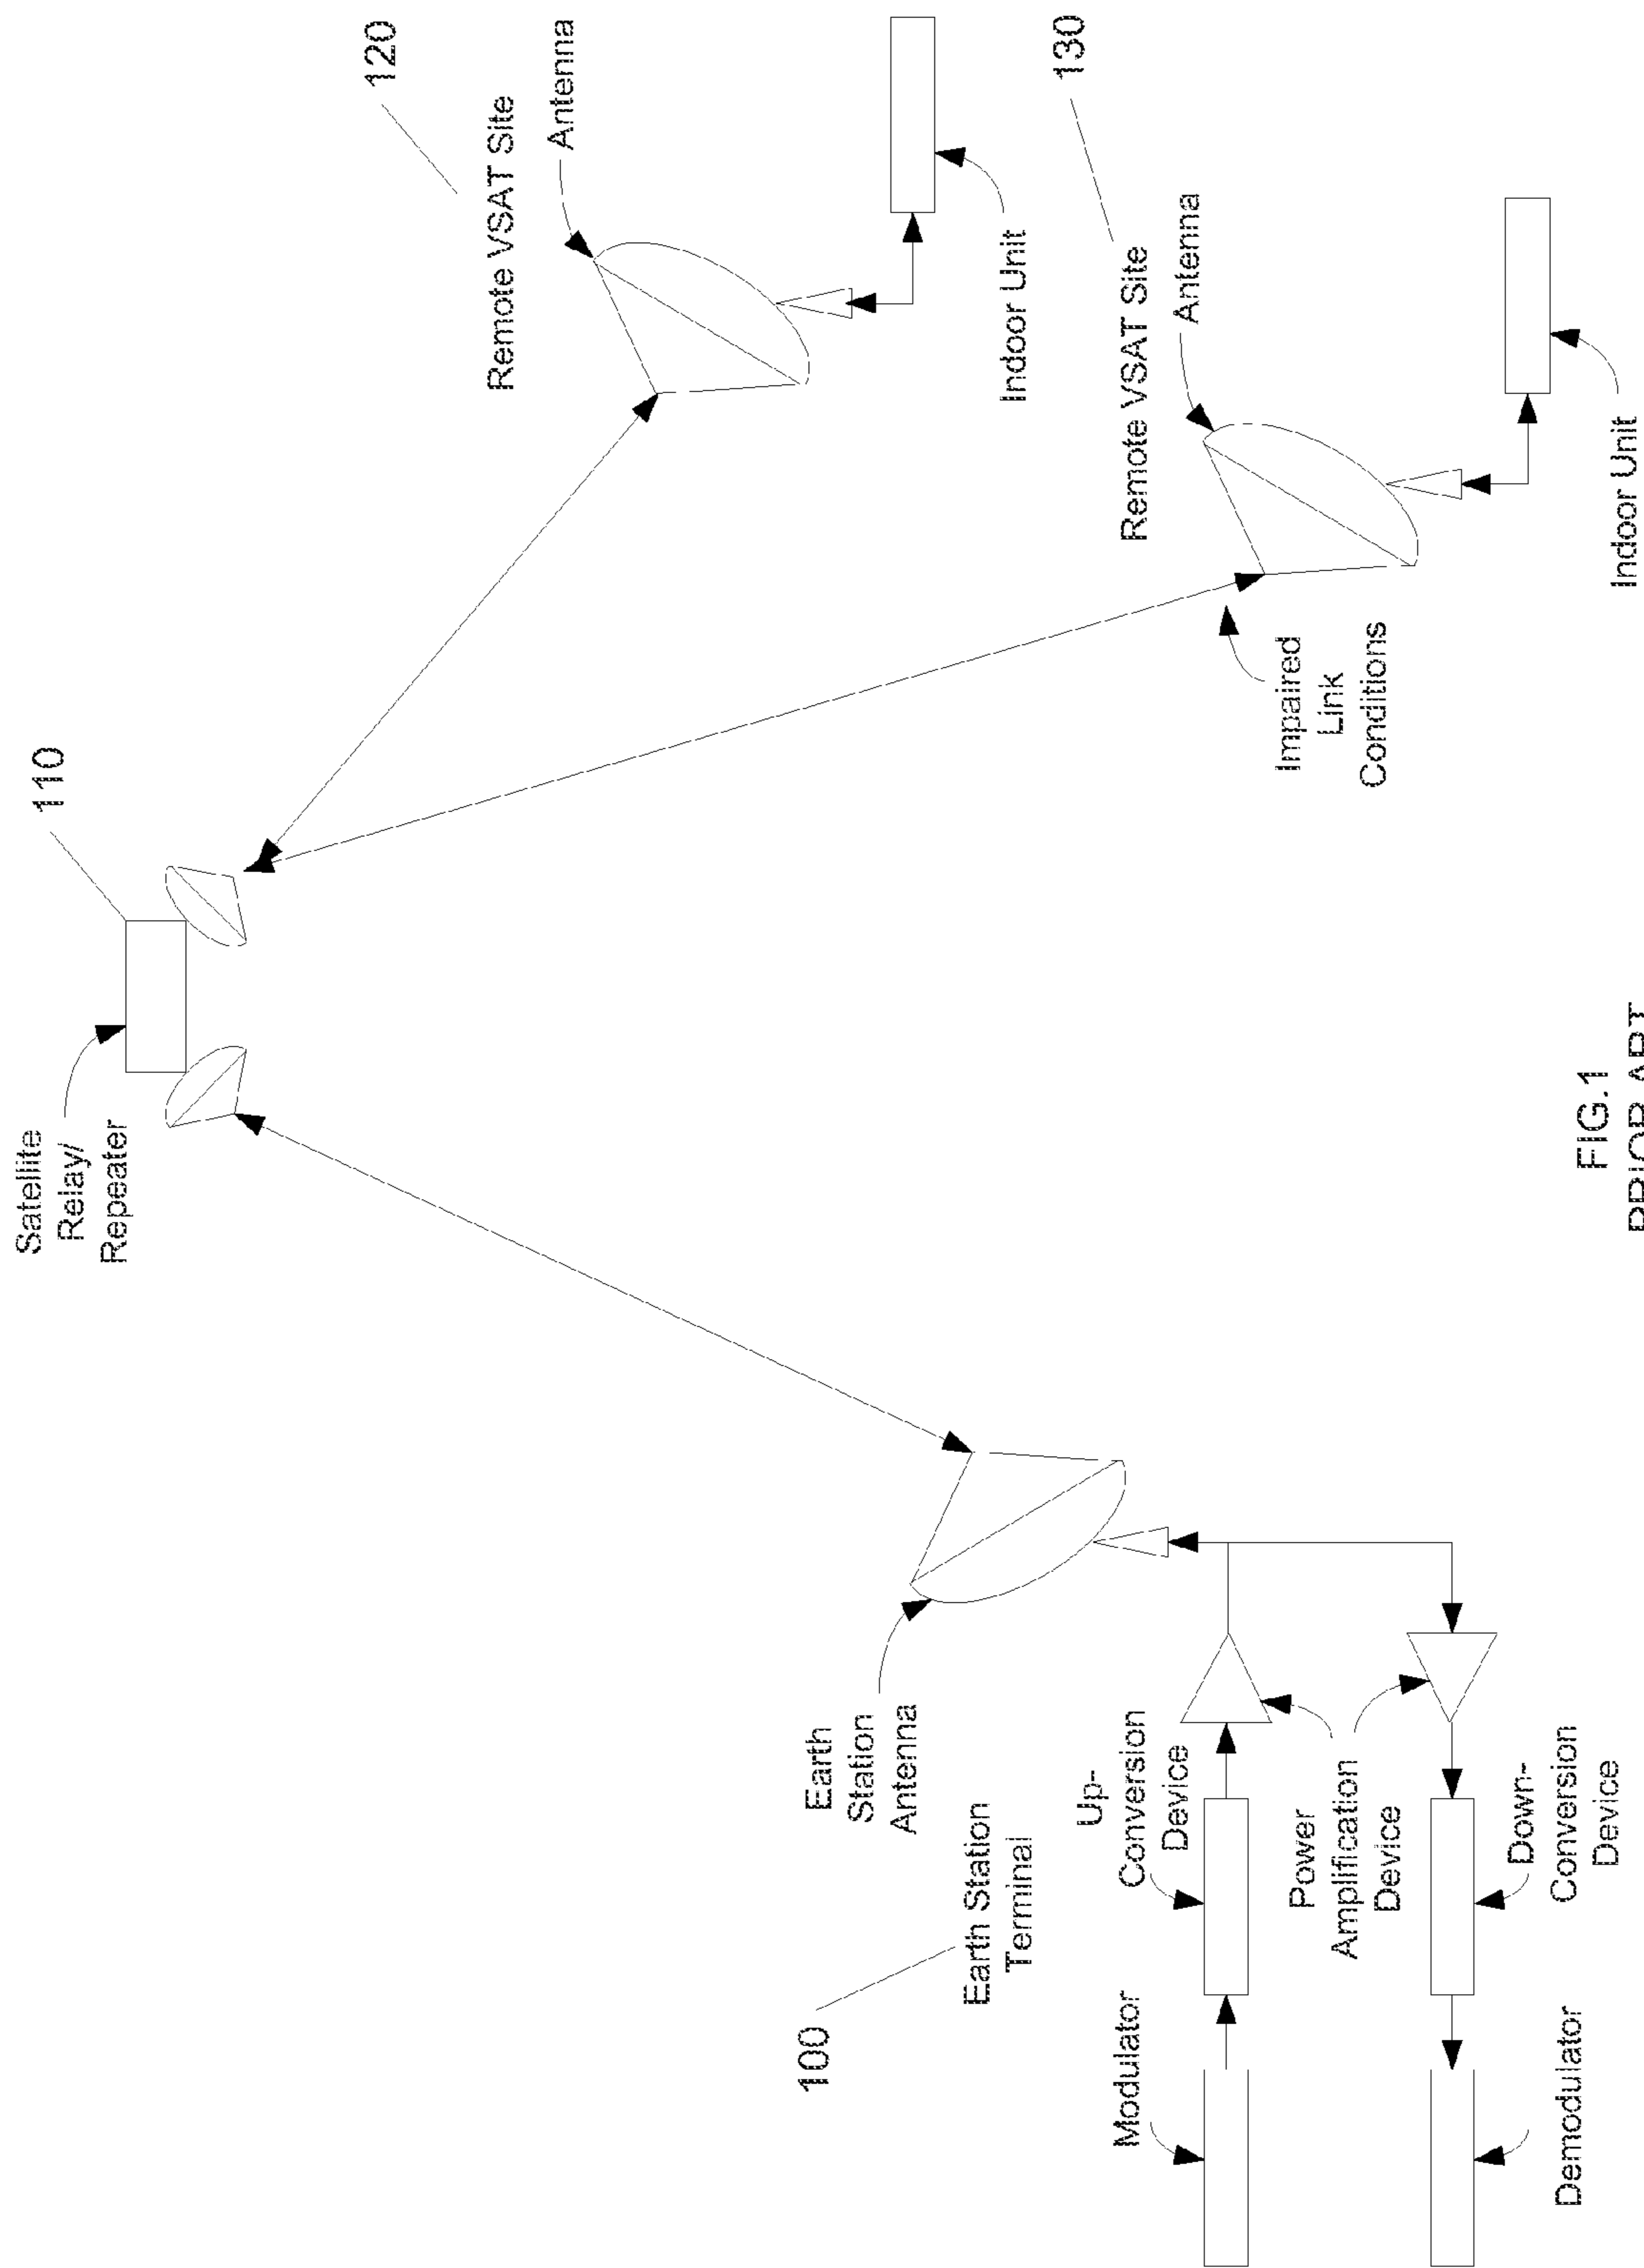 Satellite
Relay/
Repeater
110
120
Remote VSAT Site
Antenna
Indoor Unit
130
Remote VSAT Site
Antenna
Impaired
Link
Conditions
Indoor Unit
Earth
Station
Antenna
100
Earth Station
Terminal
Modulator
Up-
Conversion
Device
Power
Amplification
Device
Demodulator
Down-
Conversion
Device
FIG.1
PRIOR ART